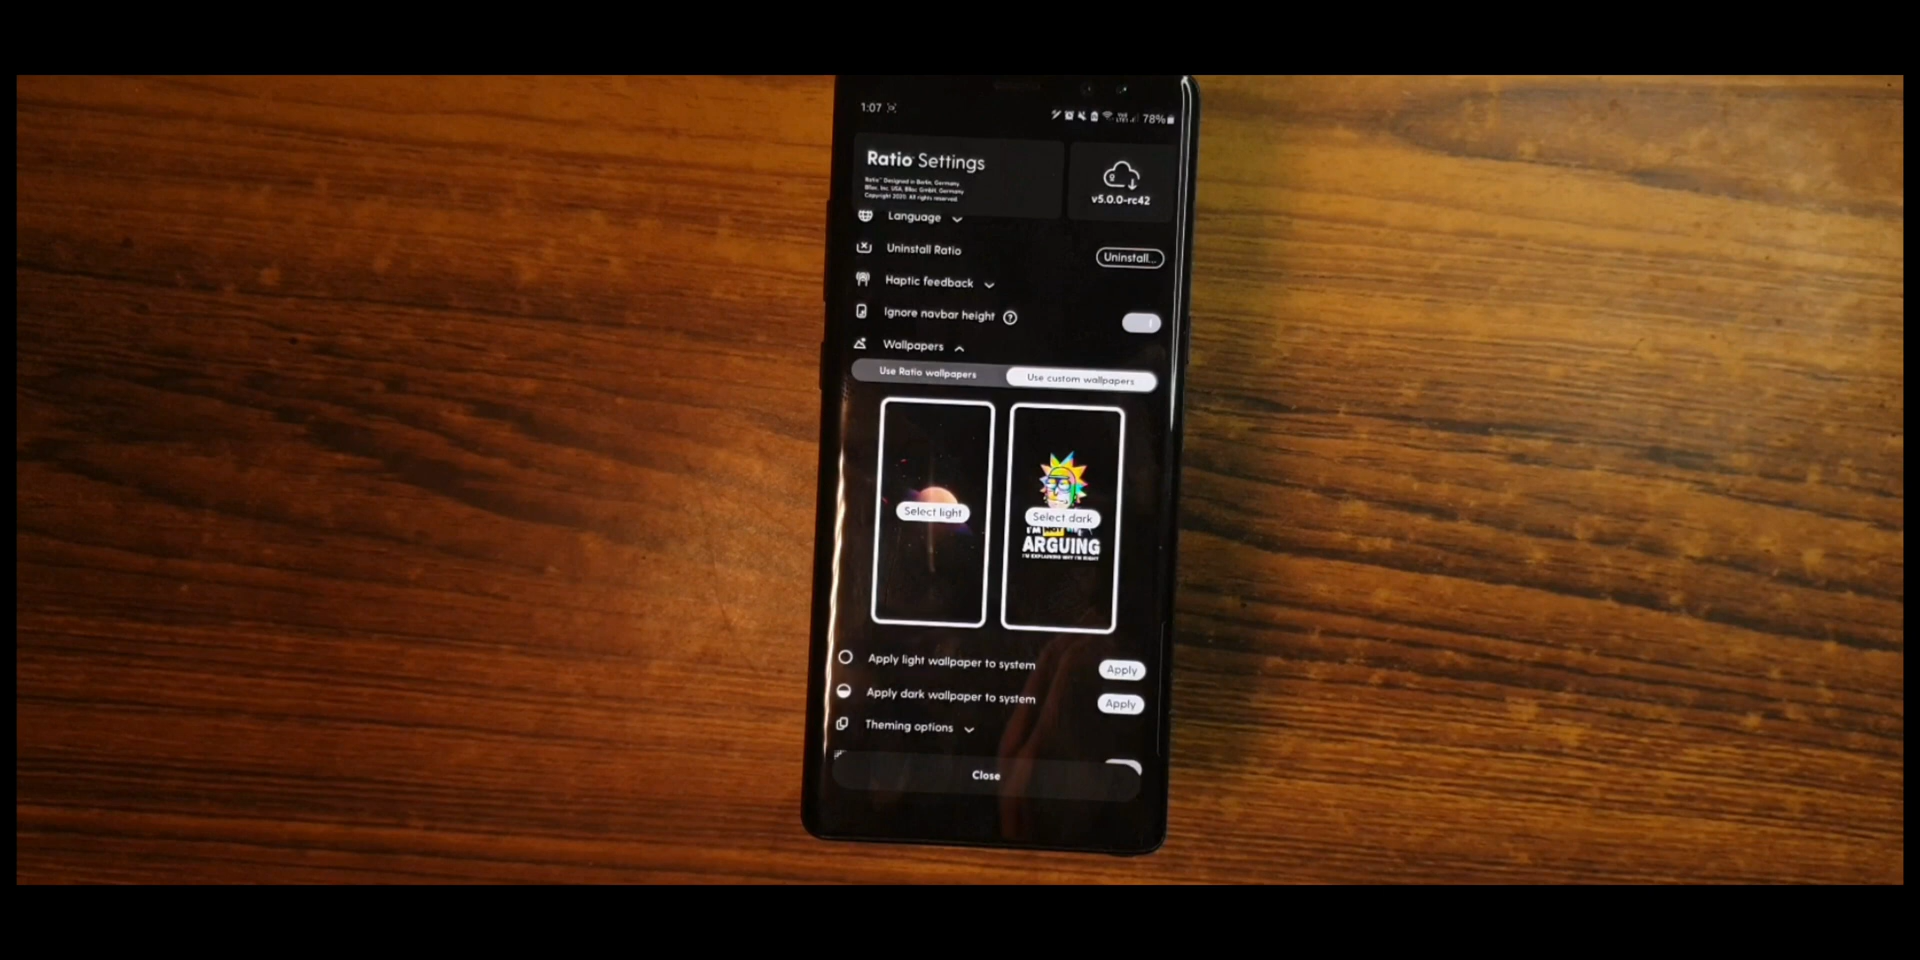 1:07
78%
Ratio Settings
Ratio™ Designed in Berlin, Germany
Bloc, Inc. USA, Bloc GmbH, Germany
Copyright 2020. All rights reserved.
v5.0.0-rc42
Language
Uninstall Ratio
Uninstall...
Haptic feedback
Ignore navbar height ?
Wallpapers
Use Ratio wallpapers
Use custom wallpapers
Select light
Select dark
I'M NOT
ARGUING
I'M EXPLAINING WHY I'M RIGHT
Apply light wallpaper to system
Apply
Apply dark wallpaper to system
Apply
Theming options
Close